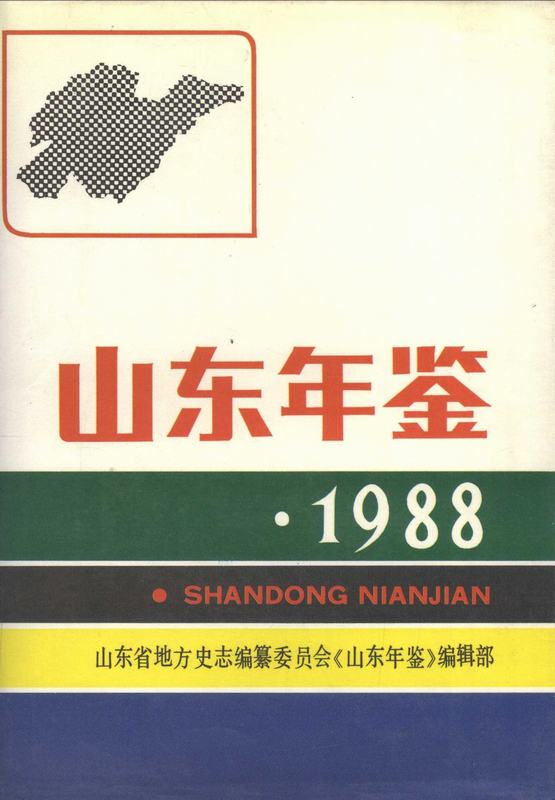 山东年鉴
·1988
• SHANDONG NIANJIAN
山东省地方史志编纂委员会《山东年鉴》编辑部